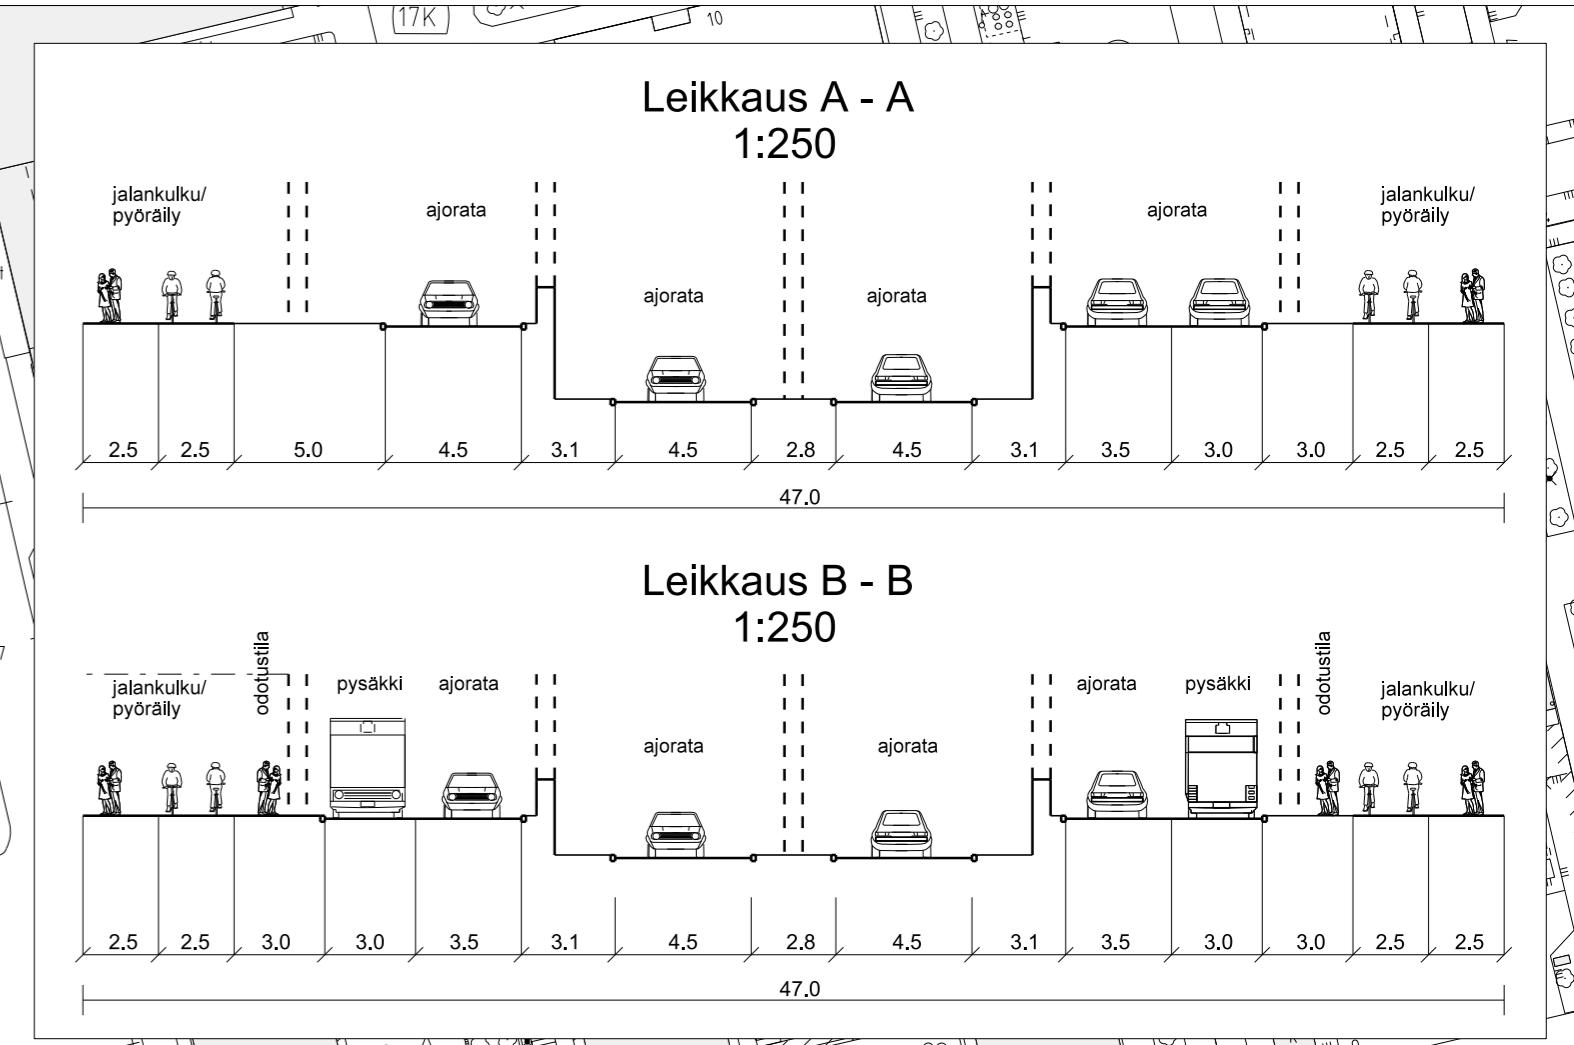 17K
10
Leikkaus A - A
1:250
jalankulku/
pyöräily
ajorata
ajorata
ajorata
ajorata
jalankulku/
pyöräily
2.5 2.5 5.0 4.5 3.1 4.5 2.8 4.5 3.1 3.5 3.0 3.0 2.5 2.5
47.0
Leikkaus B - B
1:250
jalankulku/
pyöräily
odotustila
pysäkki
ajorata
ajorata
ajorata
ajorata
pysäkki
odotustila
jalankulku/
pyöräily
2.5 2.5 3.0 3.0 3.5 3.1 4.5 2.8 4.5 3.1 3.5 3.0 3.0 2.5 2.5
47.0